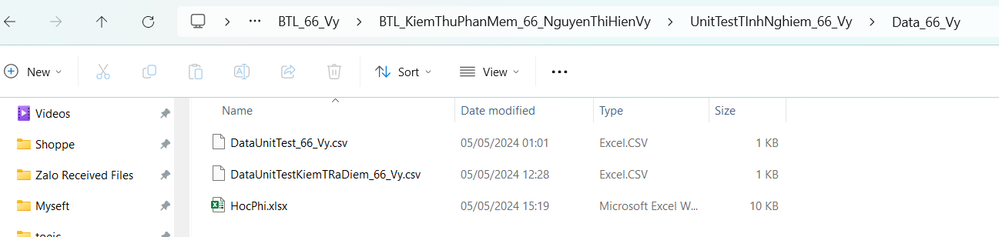 BTL_66_Vy > BTL_KiemThuPhanMem_66_NguyenThiHienVy > UnitTestTInhNghiem_66_Vy > Data_66_Vy
New Sort View
Name Date modified Type Size
Videos
Shoppe
Zalo Received Files
Myseft
toeic
DataUnitTest_66_Vy.csv 05/05/2024 01:01 Excel.CSV 1 KB
DataUnitTestKiemTRaDiem_66_Vy.csv 05/05/2024 12:28 Excel.CSV 1 KB
HocPhi.xlsx 05/05/2024 15:19 Microsoft Excel W... 10 KB